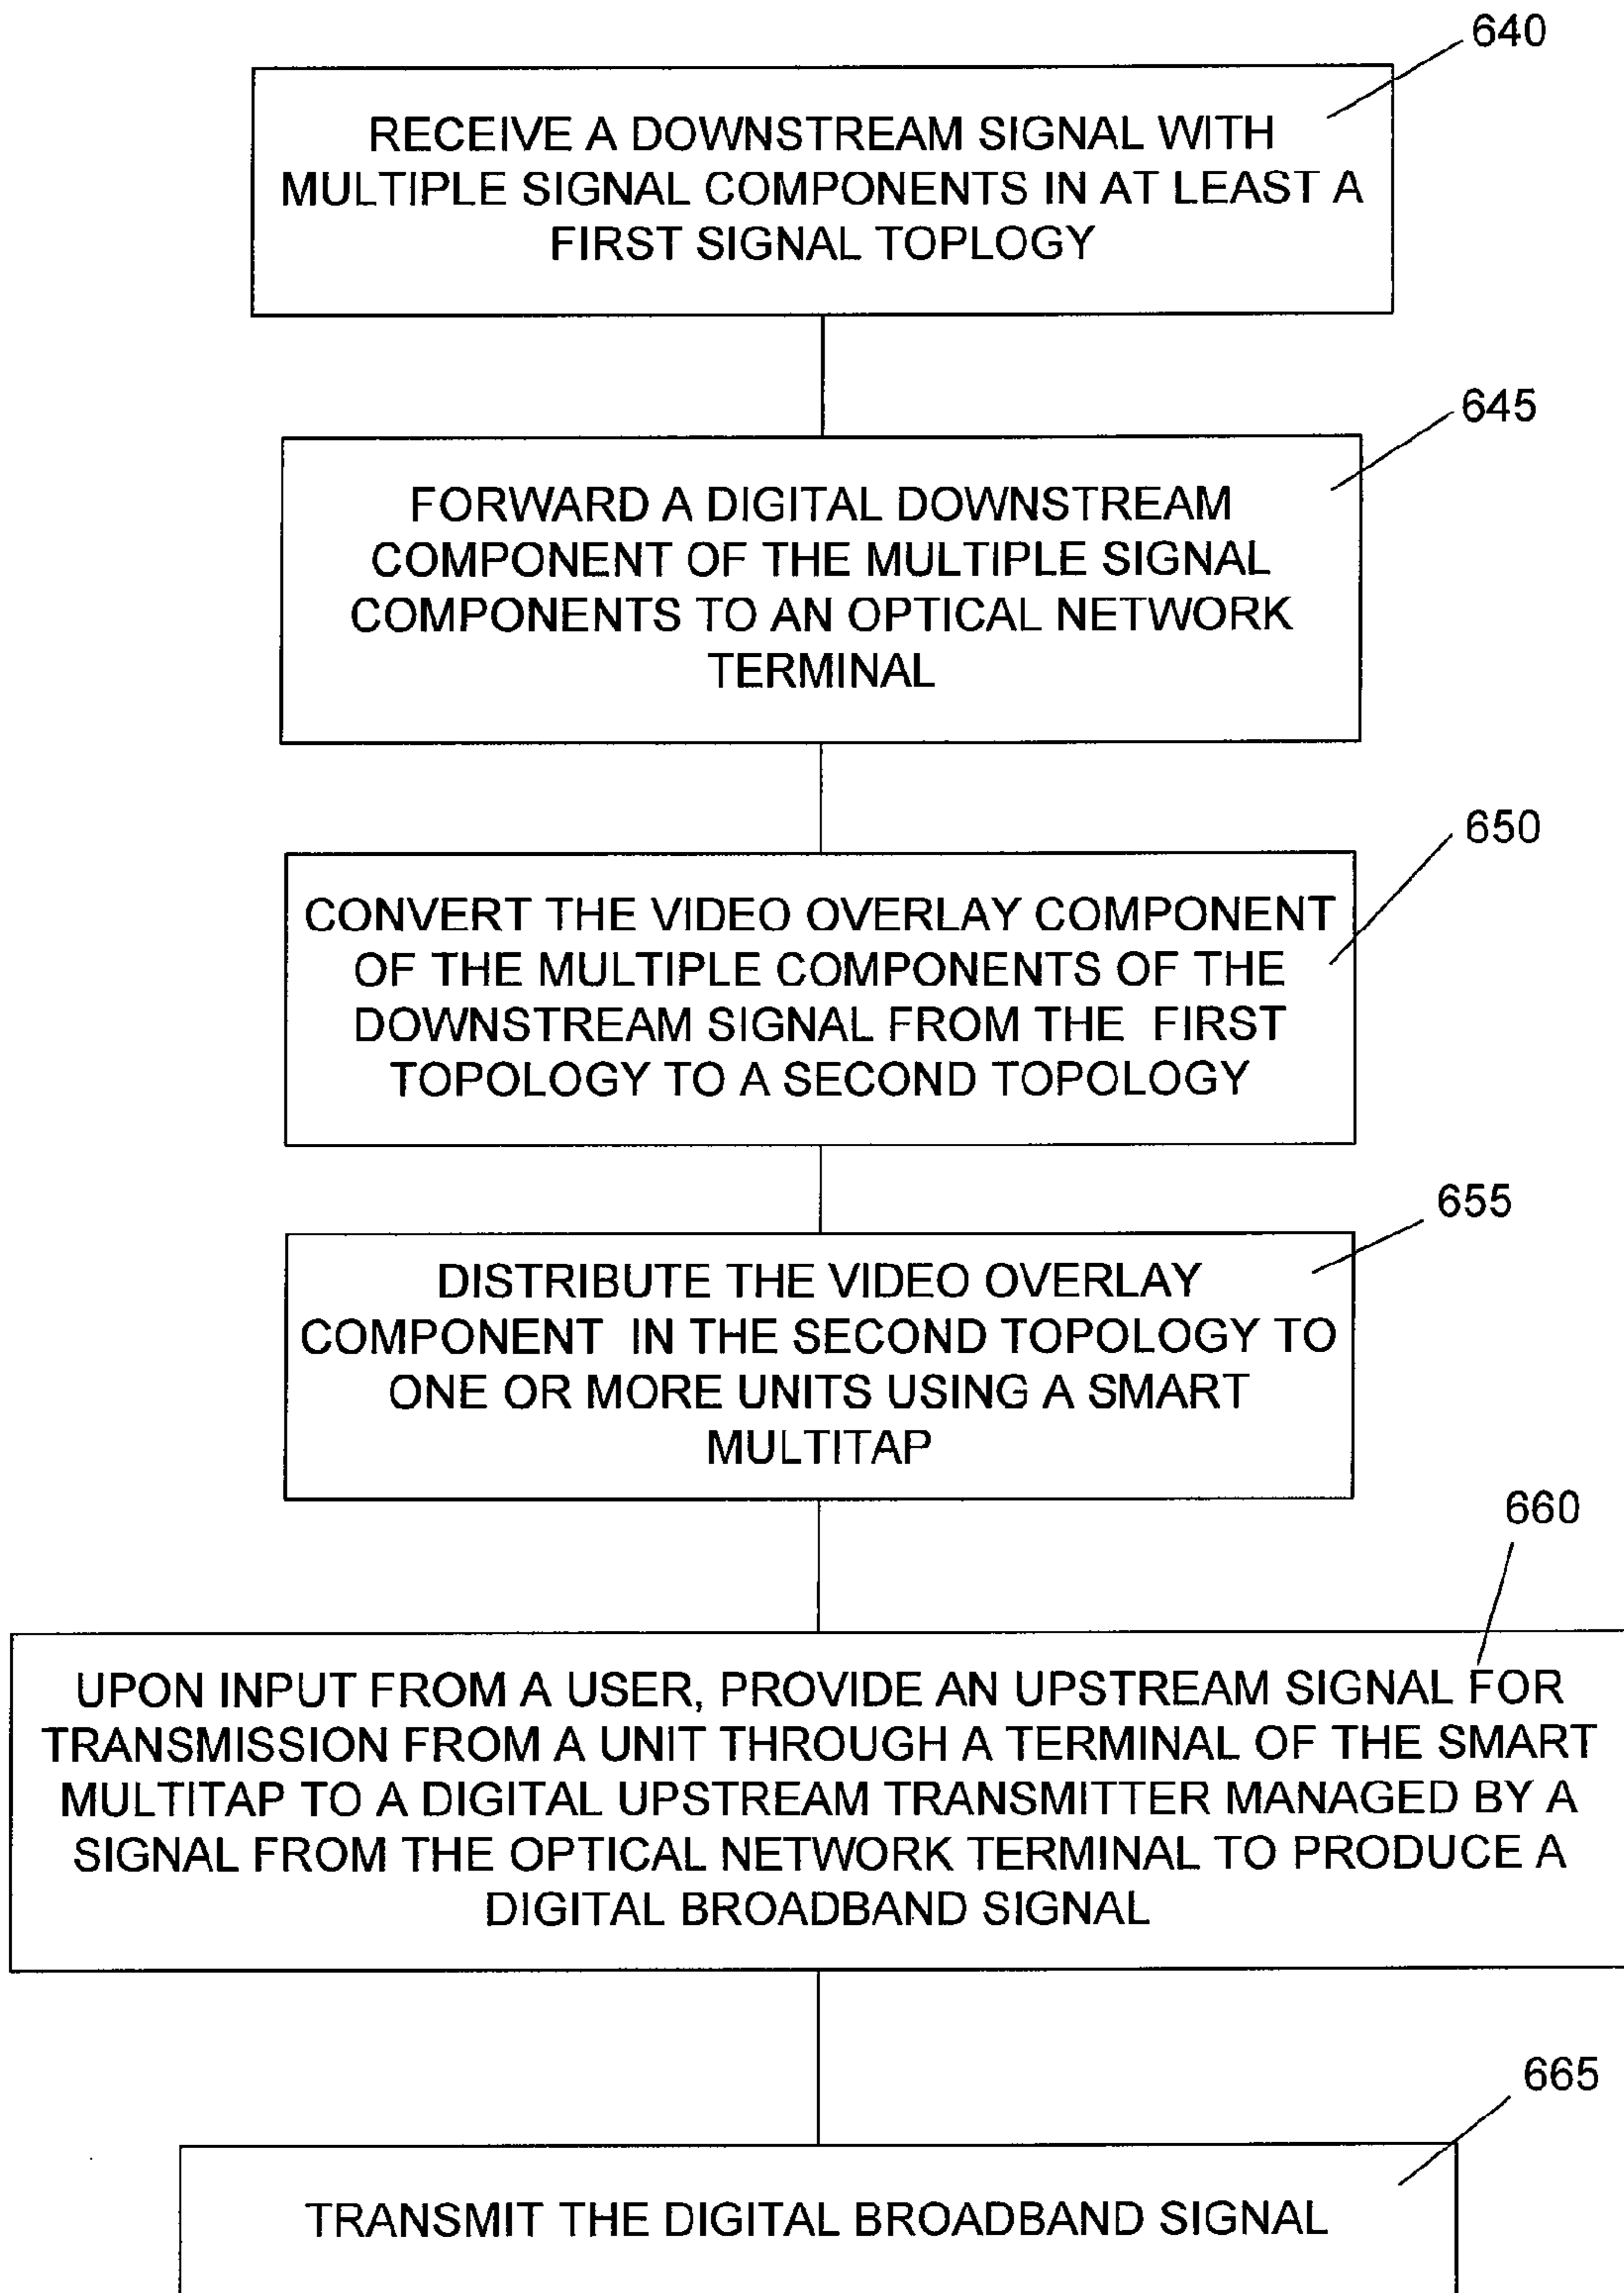 640
RECEIVE A DOWNSTREAM SIGNAL WITH
MULTIPLE SIGNAL COMPONENTS IN AT LEAST A
FIRST SIGNAL TOPLOGY
645
FORWARD A DIGITAL DOWNSTREAM
COMPONENT OF THE MULTIPLE SIGNAL
COMPONENTS TO AN OPTICAL NETWORK
TERMINAL
650
CONVERT THE VIDEO OVERLAY COMPONENT
OF THE MULTIPLE COMPONENTS OF THE
DOWNSTREAM SIGNAL FROM THE FIRST
TOPOLOGY TO A SECOND TOPOLOGY
655
DISTRIBUTE THE VIDEO OVERLAY
COMPONENT IN THE SECOND TOPOLOGY TO
ONE OR MORE UNITS USING A SMART
MULTITAP
660
UPON INPUT FROM A USER, PROVIDE AN UPSTREAM SIGNAL FOR
TRANSMISSION FROM A UNIT THROUGH A TERMINAL OF THE SMART
MULTITAP TO A DIGITAL UPSTREAM TRANSMITTER MANAGED BY A
SIGNAL FROM THE OPTICAL NETWORK TERMINAL TO PRODUCE A
DIGITAL BROADBAND SIGNAL
665
TRANSMIT THE DIGITAL BROADBAND SIGNAL